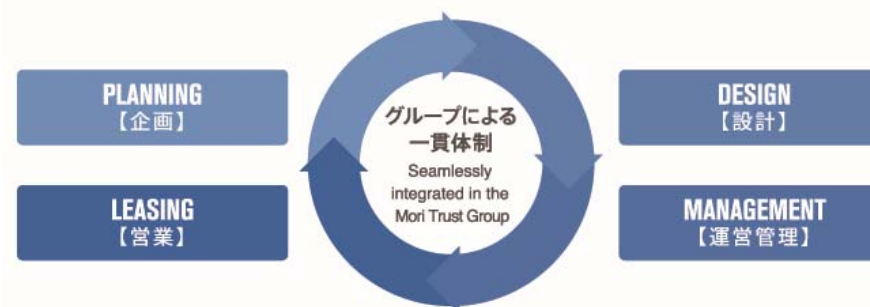 PLANNING
【企画】
LEASING
【営業】
グループによる
一貫体制
Seamlessly
integrated in the
Mori Trust Group
DESIGN
【設計】
MANAGEMENT
【運営管理】